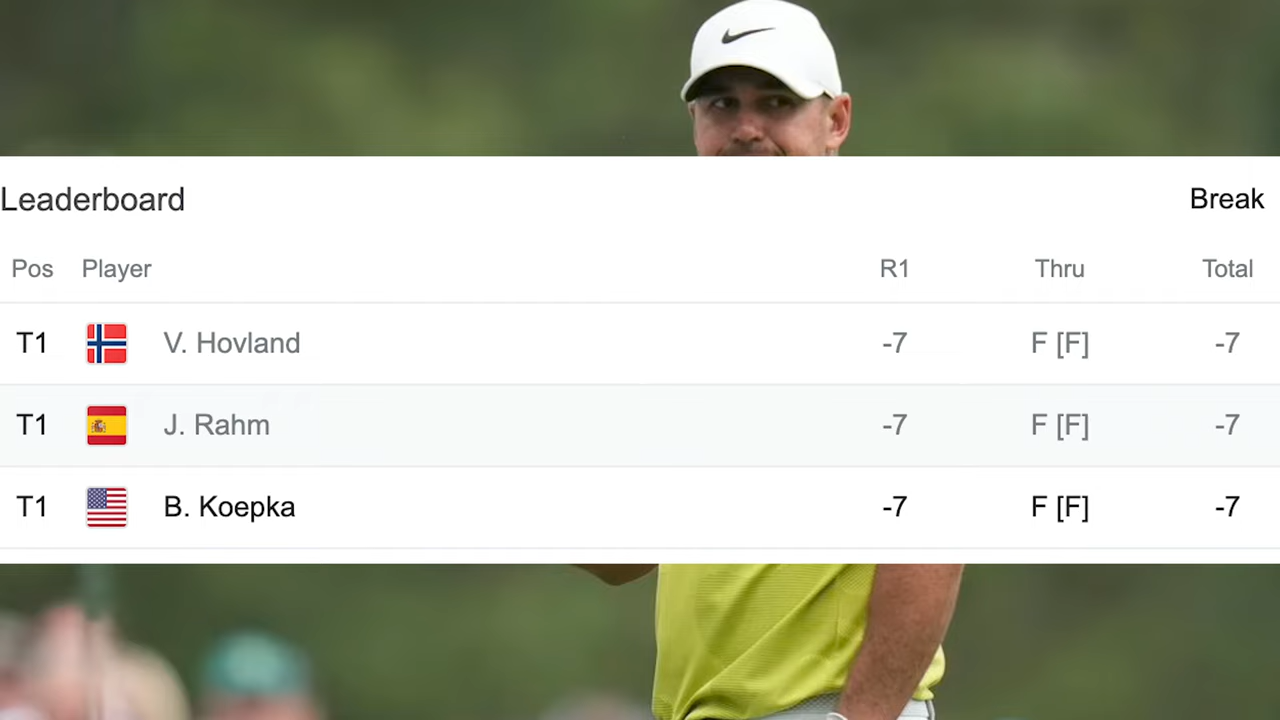 Leaderboard Break
Pos Player R1 Thru Total
T1 V. Hovland -7 F [F] -7
T1 J. Rahm -7 F [F] -7
T1 B. Koepka -7 F [F] -7